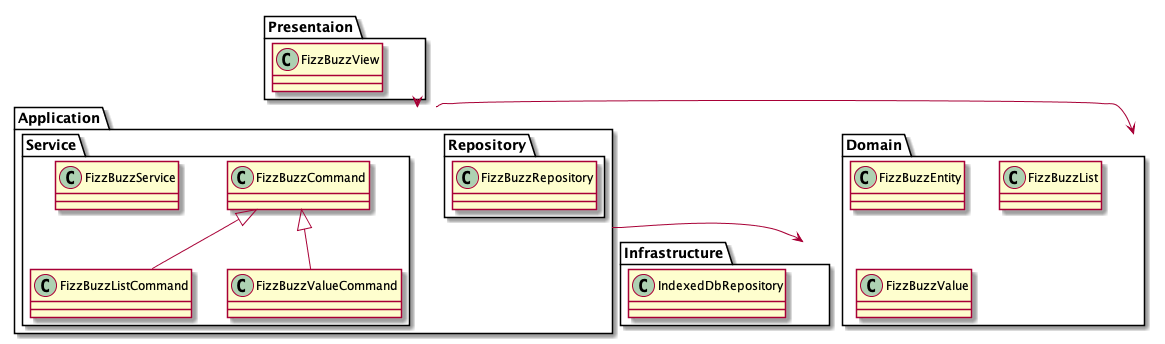 Presentaion
C FizzBuzzView
Application
Service
C FizzBuzzService
C FizzBuzzCommand
C FizzBuzzListCommand
C FizzBuzzValueCommand
Repository
C FizzBuzzRepository
Infrastructure
C IndexedDbRepository
Domain
C FizzBuzzEntity
C FizzBuzzList
C FizzBuzzValue